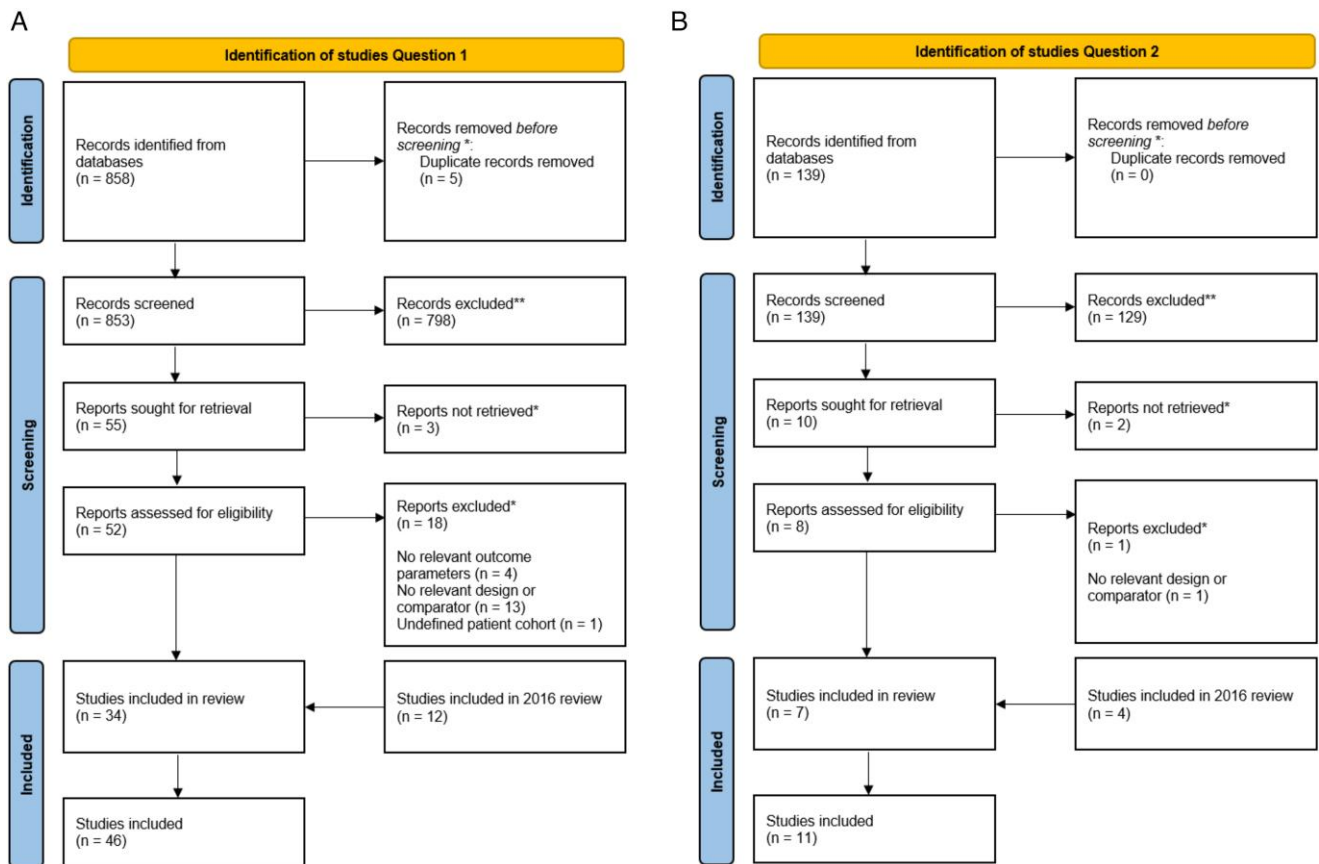 A
Identification of studies Question 1
Identification
Records identified from
databases
(n = 858)
Records removed before
screening *:
Duplicate records removed
(n = 5)
Screening
Records screened
(n = 853)
Records excluded**
(n = 798)
Reports sought for retrieval
(n = 55)
Reports not retrieved*
(n = 3)
Reports assessed for eligibility
(n = 52)
Reports excluded*
(n = 18)
No relevant outcome
parameters (n = 4)
No relevant design or
comparator (n = 13)
Undefined patient cohort (n = 1)
Included
Studies included in review
(n = 34)
Studies included in 2016 review
(n = 12)
Studies included
(n = 46)
B
Identification of studies Question 2
Identification
Records identified from
databases
(n = 139)
Records removed before
screening *:
Duplicate records removed
(n = 0)
Screening
Records screened
(n = 139)
Records excluded**
(n = 129)
Reports sought for retrieval
(n = 10)
Reports not retrieved*
(n = 2)
Reports assessed for eligibility
(n = 8)
Reports excluded*
(n = 1)
No relevant design or
comparator (n = 1)
Included
Studies included in review
(n = 7)
Studies included in 2016 review
(n = 4)
Studies included
(n = 11)